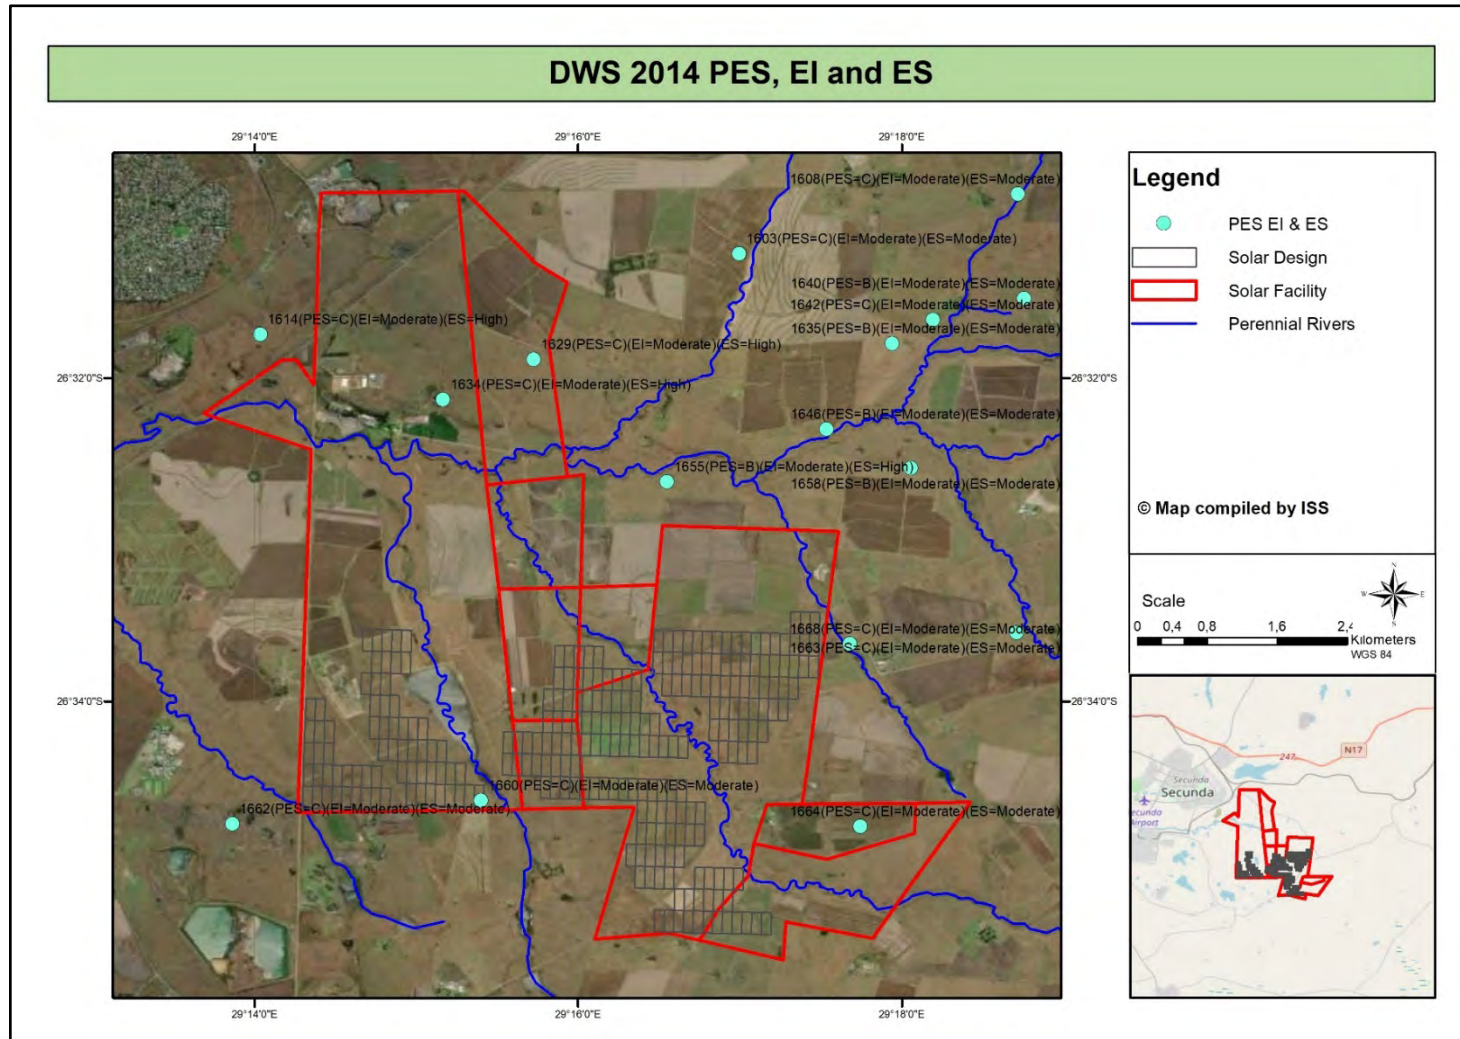 DWS 2014 PES, EI and ES
29°14'0"E
29°16'0"E
29°18'0"E
1608(PES=C)(EI=Moderate)(ES=Moderate)
1603(PES=C)(EI=Moderate)(ES=Moderate)
1640(PES=B)(EI=Moderate)(ES=Moderate)
1642(PES=C)(EI=Moderate)(ES=Moderate)
1614(PES=C)(EI=Moderate)(ES=High)
1635(PES=B)(EI=Moderate)(ES=Moderate)
1629(PES=C)(EI=Moderate)(ES=High)
26°32'0"S
26°32'0"S
1634(PES=C)(EI=Moderate)(ES=High)
1646(PES=B)(EI=Moderate)(ES=Moderate)
1655(PES=B)(EI=Moderate)(ES=High)
1658(PES=B)(EI=Moderate)(ES=Moderate)
1668(PES=C)(EI=Moderate)(ES=Moderate)
1663(PES=C)(EI=Moderate)(ES=Moderate)
26°34'0"S
26°34'0"S
1660(PES=C)(EI=Moderate)(ES=Moderate)
1662(PES=C)(EI=Moderate)(ES=Moderate)
1664(PES=C)(EI=Moderate)(ES=Moderate)
29°14'0"E
29°16'0"E
29°18'0"E
Legend
PES EI & ES
Solar Design
Solar Facility
Perennial Rivers
© Map compiled by ISS
N
W
E
S
Scale
0 0,4 0,8 1,6 2,4
Kilometers
WGS 84
N17
247
Secunda
Secunda
ecunda
Airport